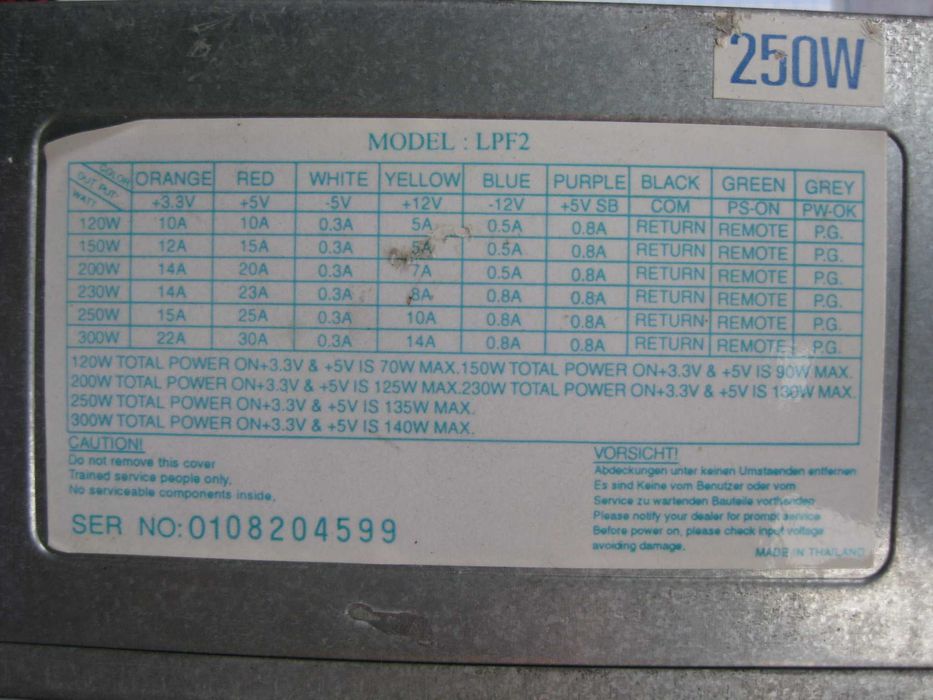 250W
MODEL : LPF2
COLOR OUT PUT WATT ORANGE RED WHITE YELLOW BLUE PURPLE BLACK GREEN GREY
+3.3V +5V -5V +12V -12V +5V SB COM PS-ON PW-OK
120W 10A 10A 0.3A 5A 0.5A 0.8A RETURN REMOTE P.G.
150W 12A 15A 0.3A 0.5A 0.8A RETURN REMOTE P.G.
200W 14A 20A 0.3A 7A 0.5A 0.8A RETURN REMOTE P.G.
230W 14A 23A 0.3A 8A 0.8A 0.8A RETURN REMOTE P.G.
250W 15A 25A 0.3A 10A 0.8A 0.8A RETURN REMOTE P.G.
300W 22A 30A 0.3A 14A 0.8A 0.8A RETURN REMOTE P.G.
120W TOTAL POWER ON+3.3V & +5V IS 70W MAX.150W TOTAL POWER ON+3.3V & +5V IS 90W MAX.
200W TOTAL POWER ON+3.3V & +5V IS 125W MAX.230W TOTAL POWER ON+3.3V & +5V IS 130W MAX.
250W TOTAL POWER ON+3.3V & +5V IS 135W MAX.
300W TOTAL POWER ON+3.3V & +5V IS 140W MAX.
CAUTION!
Do not remove this cover
Trained service people only.
No serviceable components inside.
SER NO:0108204599
VORSICHT!
Abdeckungen unter keinen Umstaenden entfernen
Es sind Keine vom Benutzer oder vom
Service zu wartenden Bauteile vorthenden
Please notify your dealer for prompt service
Before power on, please check input voltage
avoiding damage.
MADE IN THAILAND